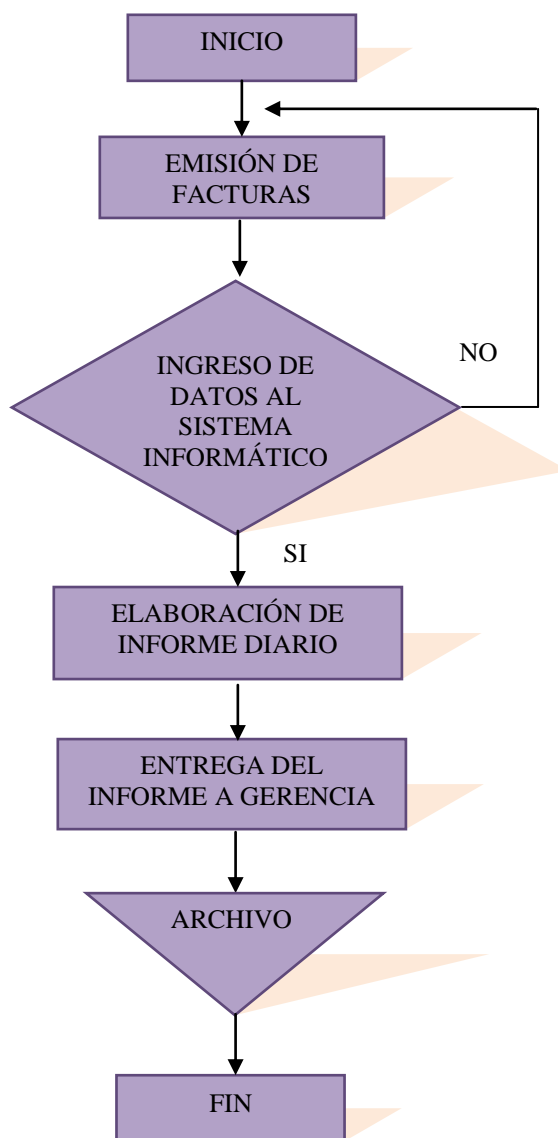 INICIO
EMISIÓN DE
FACTURAS
INGRESO DE
DATOS AL
SISTEMA
INFORMÁTICO
NO
SI
ELABORACIÓN DE
INFORME DIARIO
ENTREGA DEL
INFORME A GERENCIA
ARCHIVO
FIN